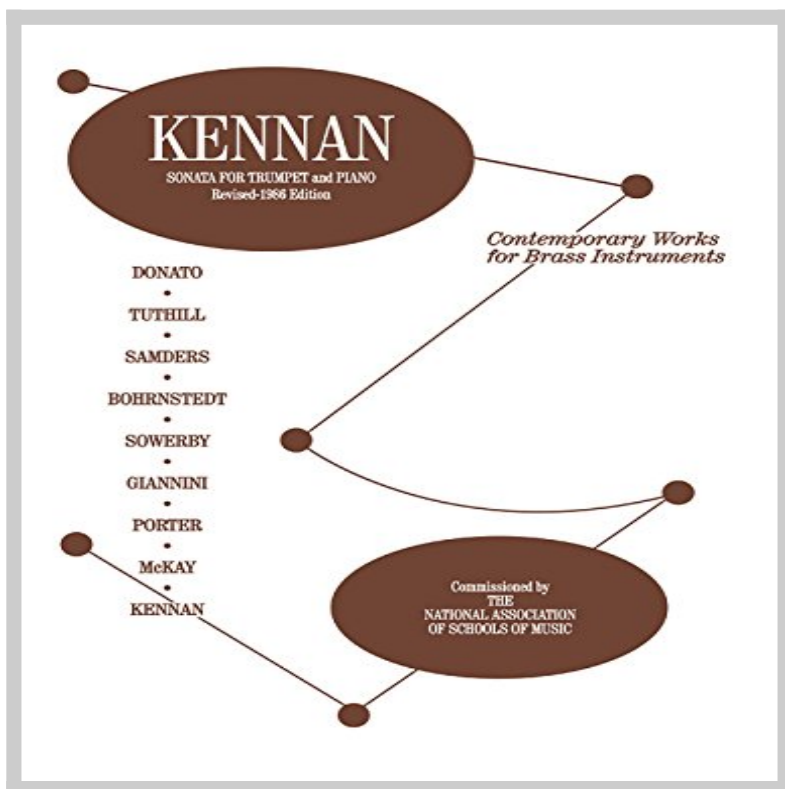 KENNAN
SONATA FOR TRUMPET and PIANO
Revised-1986 Edition
Contemporary Works
for Brass Instruments
DONATO
•
TUTHILL
•
SAMDERS
•
BOHRNSTEDT
•
SOWERBY
•
GIANNINI
•
PORTER
•
McKAY
•
KENNAN
Commissioned by
THE
NATIONAL ASSOCIATION
OF SCHOOLS OF MUSIC